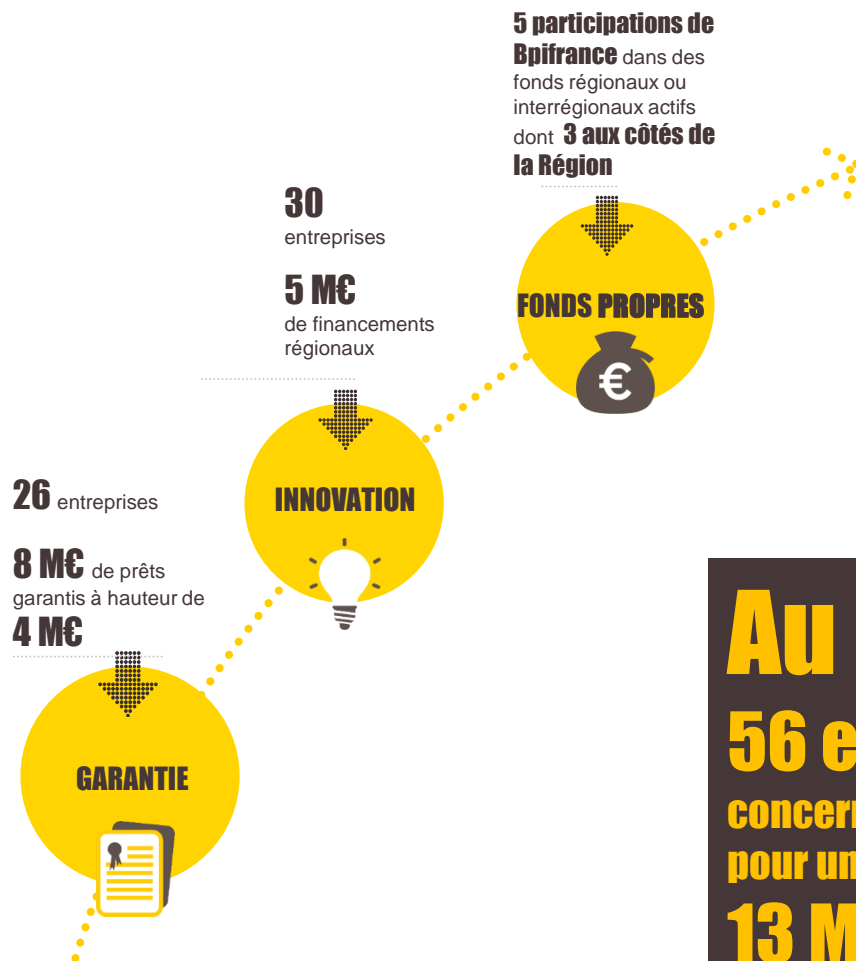 5 participations de
Bpifrance dans des
fonds régionaux ou
interrégionaux actifs
dont 3 aux côtés de
la Région
FONDS PROPRES
€
30
entreprises
5 M€
de financements
régionaux
INNOVATION
26 entreprises
8 M€ de prêts
garantis à hauteur de
4 M€
GARANTIE
Au
56 e
concer
pour un
13 M